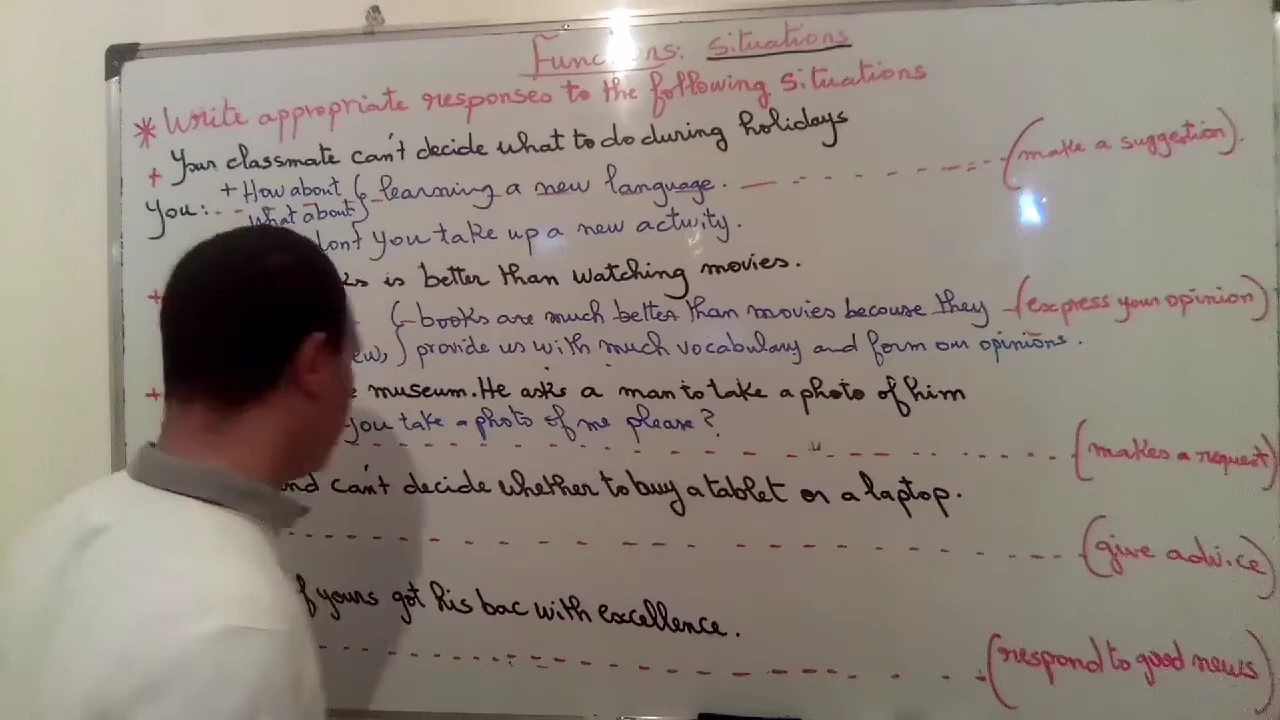 Functions: Situations
* Write appropriate responses to the following situations
+ Your classmate can't decide what to do during holidays
+ How about learning a new language. (make a suggestion).
You: what about
don't you take up a new activity.
is better than watching movies.
books are much better than movies because they (express your opinion)
provide us with much vocabulary and form our opinions.
museum. He asks a man to take a photo of him
you take a photo of me please?
(makes a request)
can't decide whether to buy a tablet or a laptop.
(give advice)
of yours got his bac with excellence.
(respond to good news)